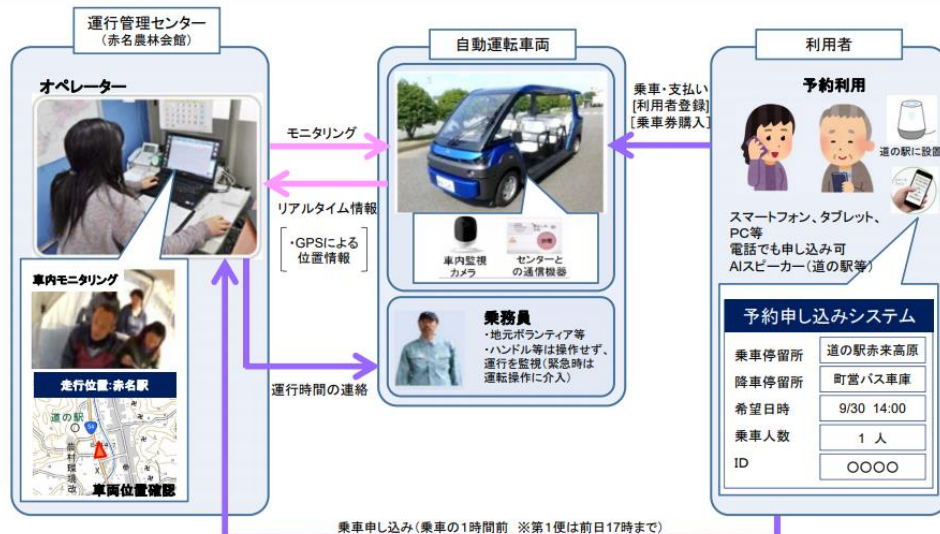 運行管理センター
(赤名農林会館)
オペレーター
車内モニタリング
走行位置:赤名駅
道の駅
54
農村環境改
車両位置確認
モニタリング
リアルタイム情報
・GPSによる
位置情報
運行時間の連絡
自動運転車両
車内監視
カメラ
センターと
の通信機器
乗務員
・地元ボランティア等
・ハンドル等は操作せず、
運行を監視(緊急時は
運転操作に介入)
乗車・支払い
[利用者登録]
[乗車券購入]
利用者
予約利用
道の駅に設置
スマートフォン、タブレット、
PC等
電話でも申し込み可
AIスピーカー(道の駅等)
予約申し込みシステム
乗車停留所 道の駅赤来高原
降車停留所 町営バス車庫
希望日時 9/30 14:00
乗車人数 1 人
ID ○○○○
乗車申し込み(乗車の1時間前 ※第1便は前日17時まで)